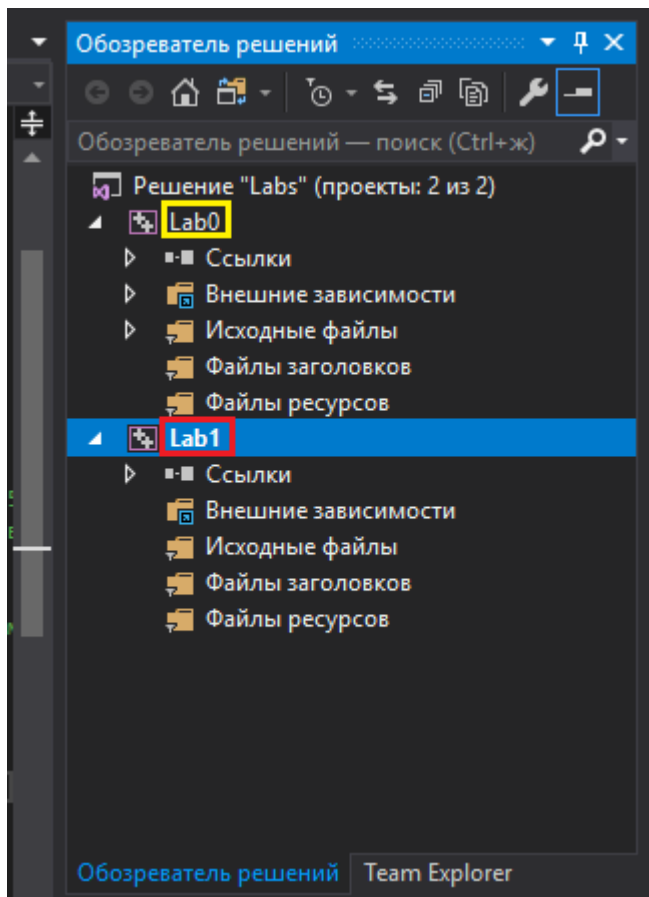 Обозреватель решений
Обозреватель решений — поиск (Ctrl+ж)
Решение "Labs" (проекты: 2 из 2)
Lab0
Ссылки
Внешние зависимости
Исходные файлы
Файлы заголовков
Файлы ресурсов
Lab1
Ссылки
Внешние зависимости
Исходные файлы
Файлы заголовков
Файлы ресурсов
Обозреватель решений Team Explorer